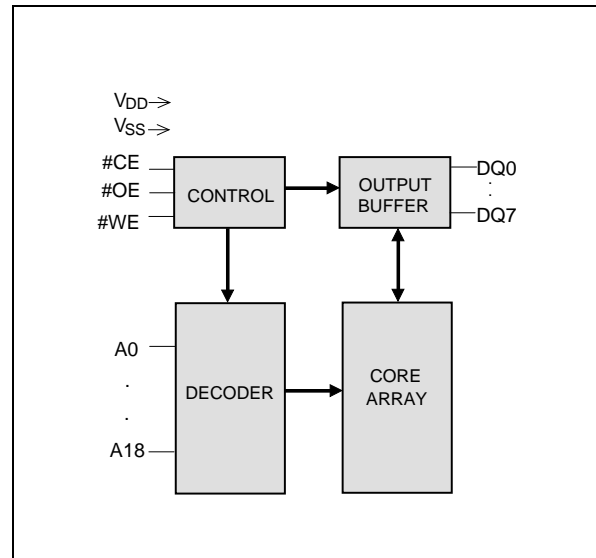 VDD
VSS
#CE
#OE
#WE
CONTROL
OUTPUT
BUFFER
DQ0
.
.
DQ7
A0
.
.
A18
DECODER
CORE
ARRAY